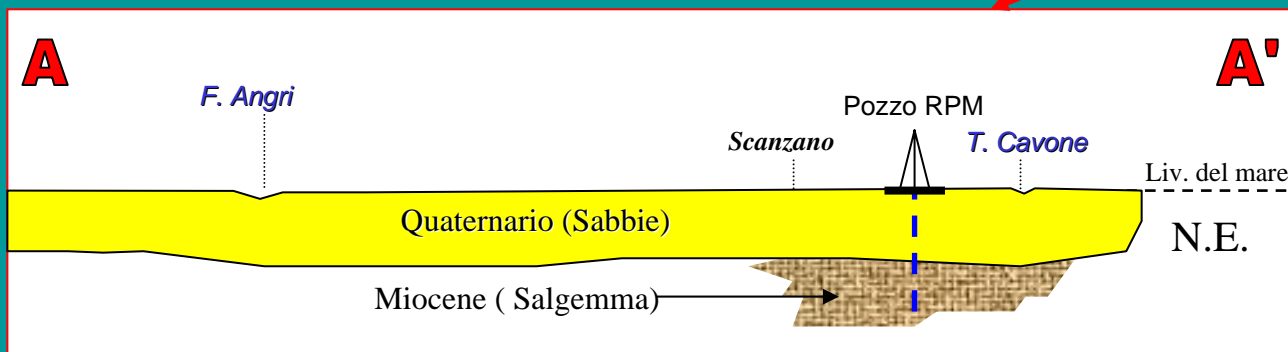 A
A'
F. Angri
Pozzo RPM
Scanzano
T. Cavone
Liv. del mare
Quaternario (Sabbie)
N.E.
Miocene ( Salgemma)